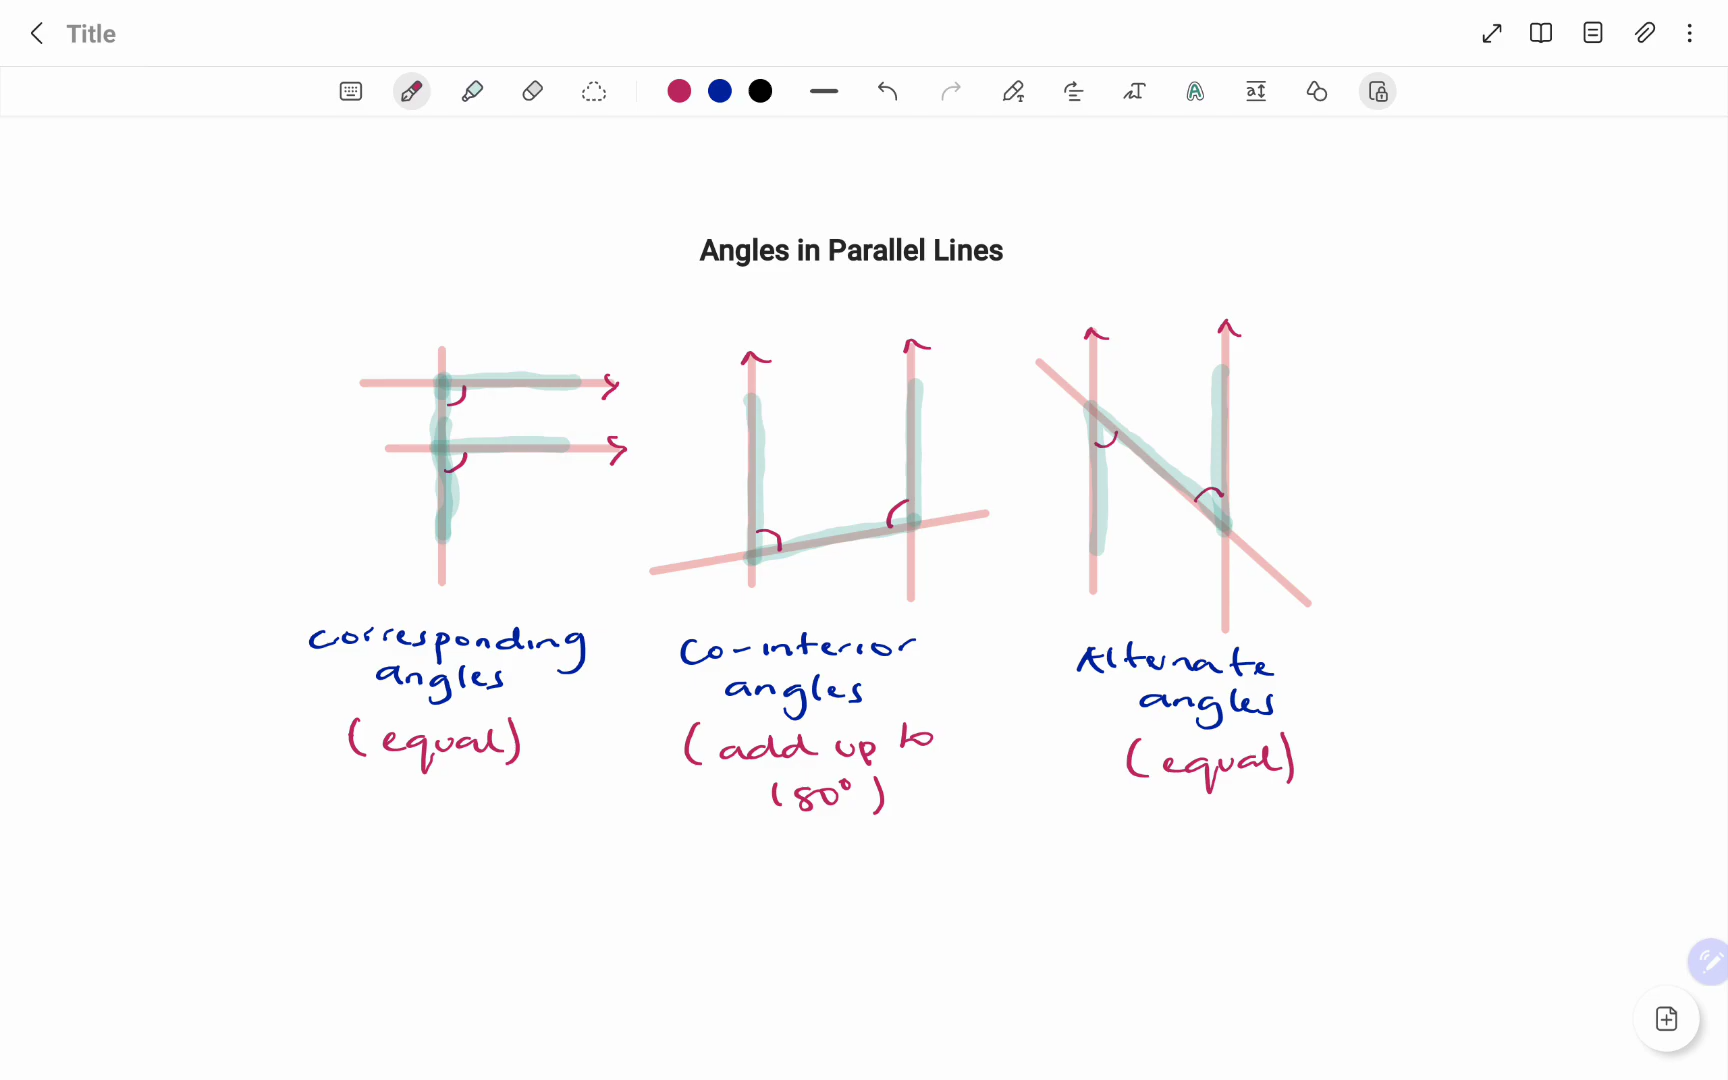 Title
Angles in Parallel Lines
Corresponding
angles
(equal)
Co-interior
angles
(add up to
180°)
Alternate
angles
(equal)